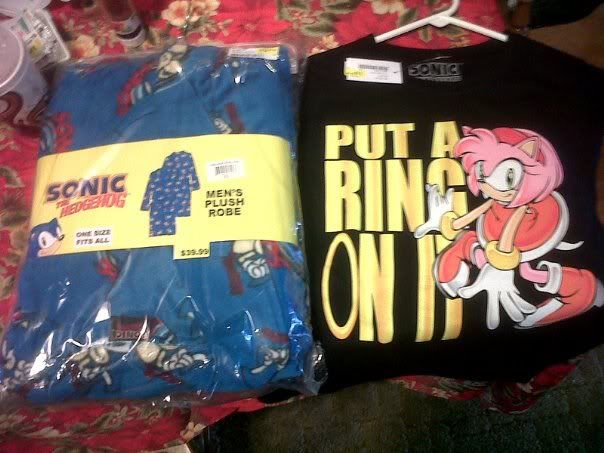 SONIC
THE HEDGEHOG
ONE SIZE
FITS ALL
MEN'S
PLUSH
ROBE
$39.99
SONIC
PUT A
RING
ON IT